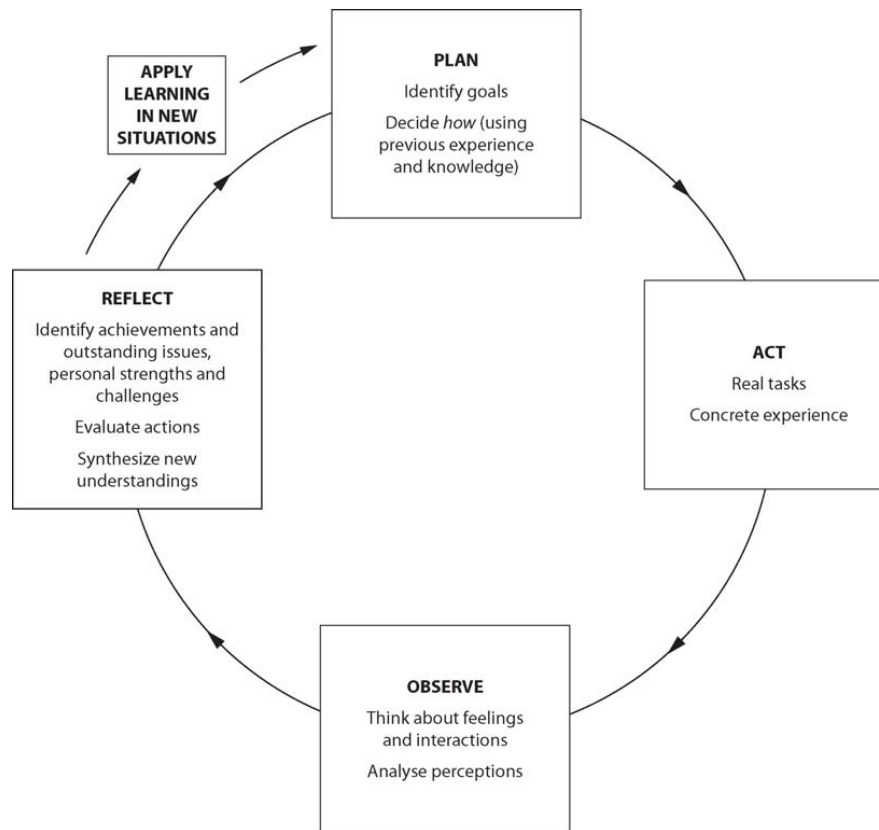 PLAN
Identify goals
Decide how (using
previous experience
and knowledge)
APPLY
LEARNING
IN NEW
SITUATIONS
ACT
Real tasks
Concrete experience
OBSERVE
Think about feelings
and interactions
Analyse perceptions
REFLECT
Identify achievements and
outstanding issues,
personal strengths and
challenges
Evaluate actions
Synthesize new
understandings